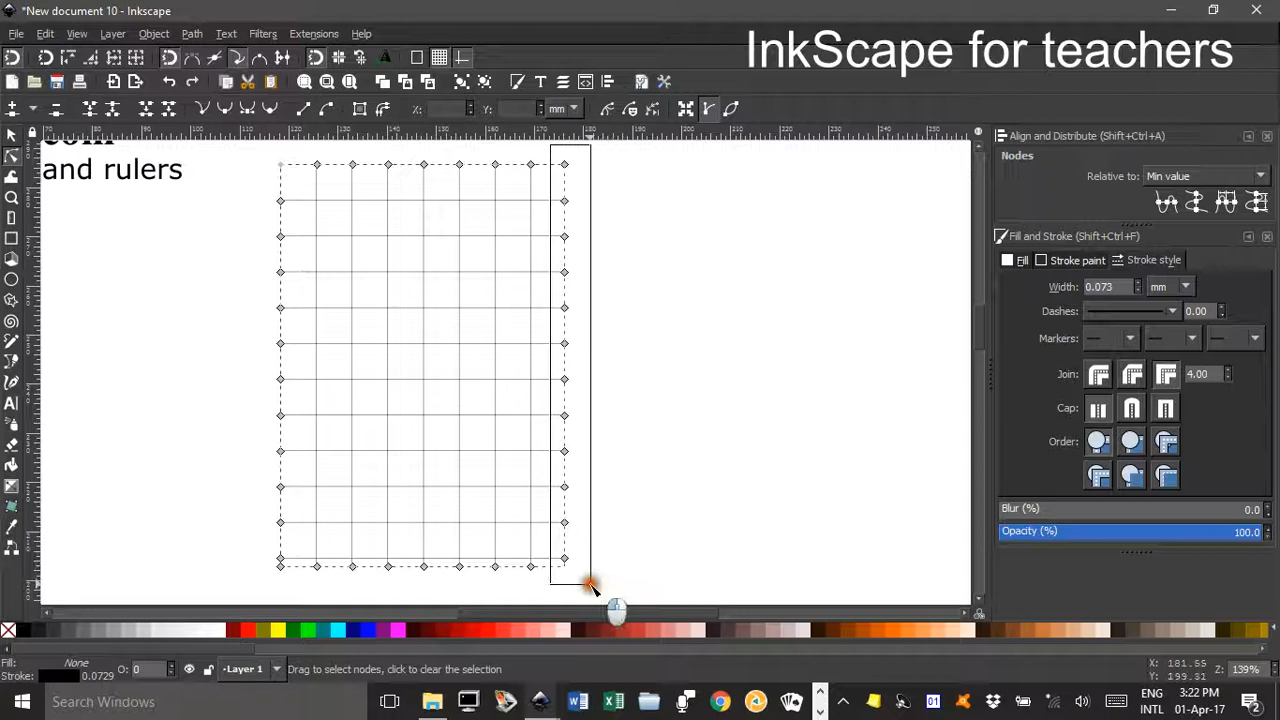 *New document 10 - Inkscape
File Edit View Layer Object Path Text Filters Extensions Help
InkScape for teachers
X: Y: mm
and rulers
Align and Distribute (Shift+Ctrl+A)
Nodes
Relative to: Min value
Fill and Stroke (Shift+Ctrl+F)
Fill Stroke paint Stroke style
Width: 0.073 mm
Dashes: 0.00
Markers:
Join: 4.00
Cap:
Order:
Blur (%) 0.0
Opacity (%) 100.0
Fill: None
Stroke: 0.0729
O: 0
Layer 1
Drag to select nodes, click to clear the selection
X: 181.55
Y: 199.31
Z: 139%
Search Windows
01
ENG
INTL
3:22 PM
01-Apr-17
2